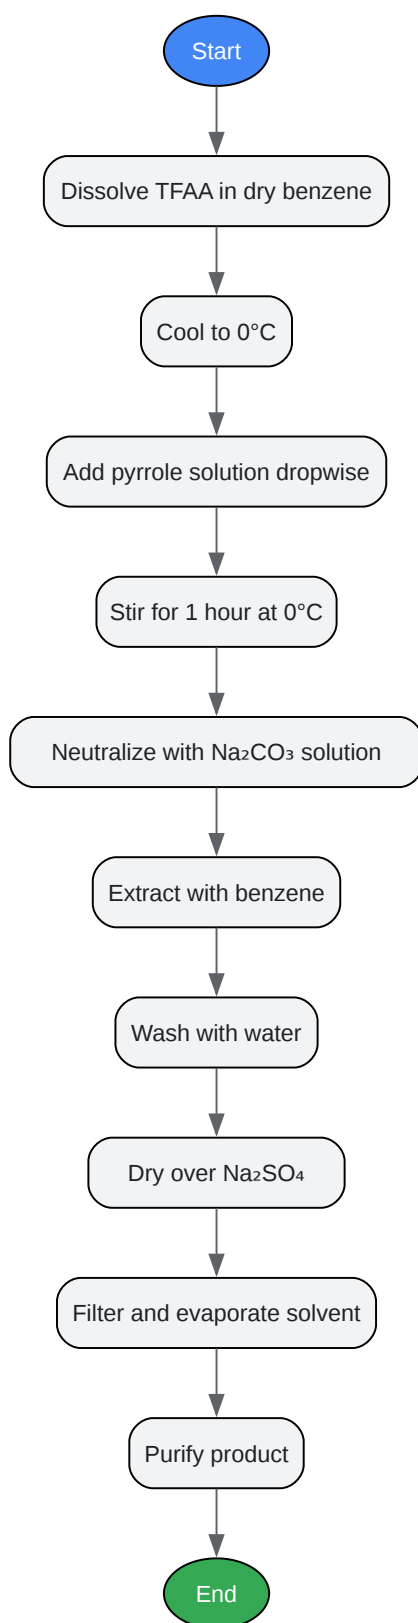 Start
Dissolve TFAA in dry benzene
Cool to 0°C
Add pyrrole solution dropwise
Stir for 1 hour at 0°C
Neutralize with Na₂CO₃ solution
Extract with benzene
Wash with water
Dry over Na₂SO₄
Filter and evaporate solvent
Purify product
End